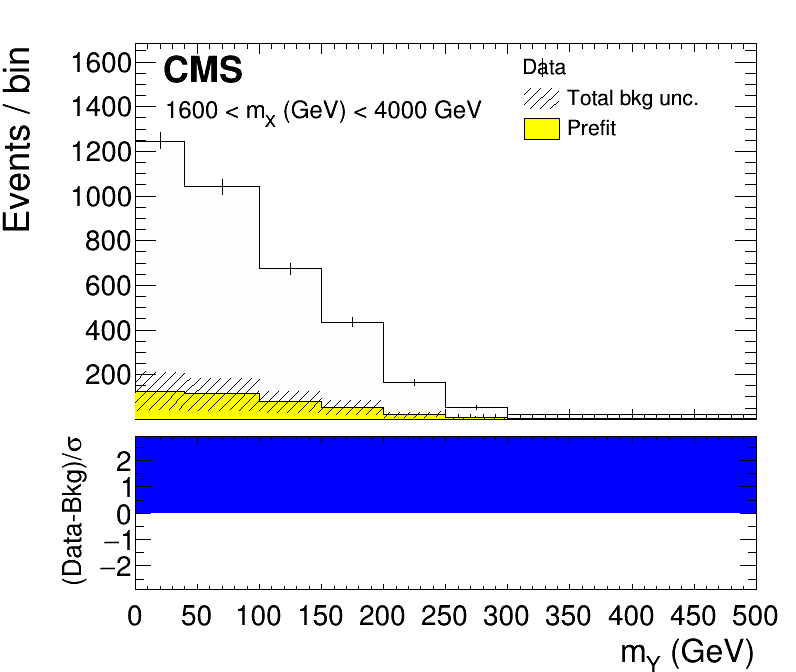 Events / bin
1600
1400
1200
1000
800
600
400
200
CMS
1600 < mX (GeV) < 4000 GeV
Data
Total bkg unc.
Prefit
(Data-Bkg)/σ
2
1
0
−1
−2
0 50 100 150 200 250 300 350 400 450 500
mY (GeV)